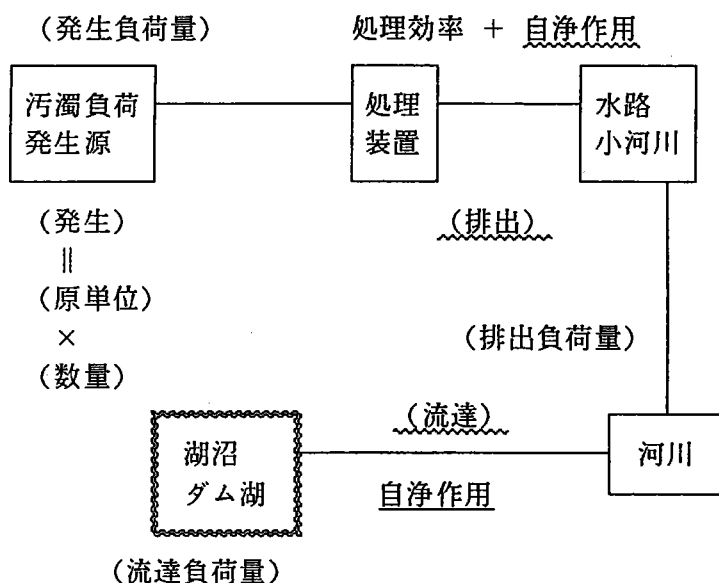 (発生負荷量)
処理効率 + 自浄作用
汚濁負荷
発生源
処理
装置
水路
小河川
(発生)
||
(原単位)
×
(数量)
(排出)
(排出負荷量)
(流達)
湖沼
ダム湖
河川
自浄作用
(流達負荷量)